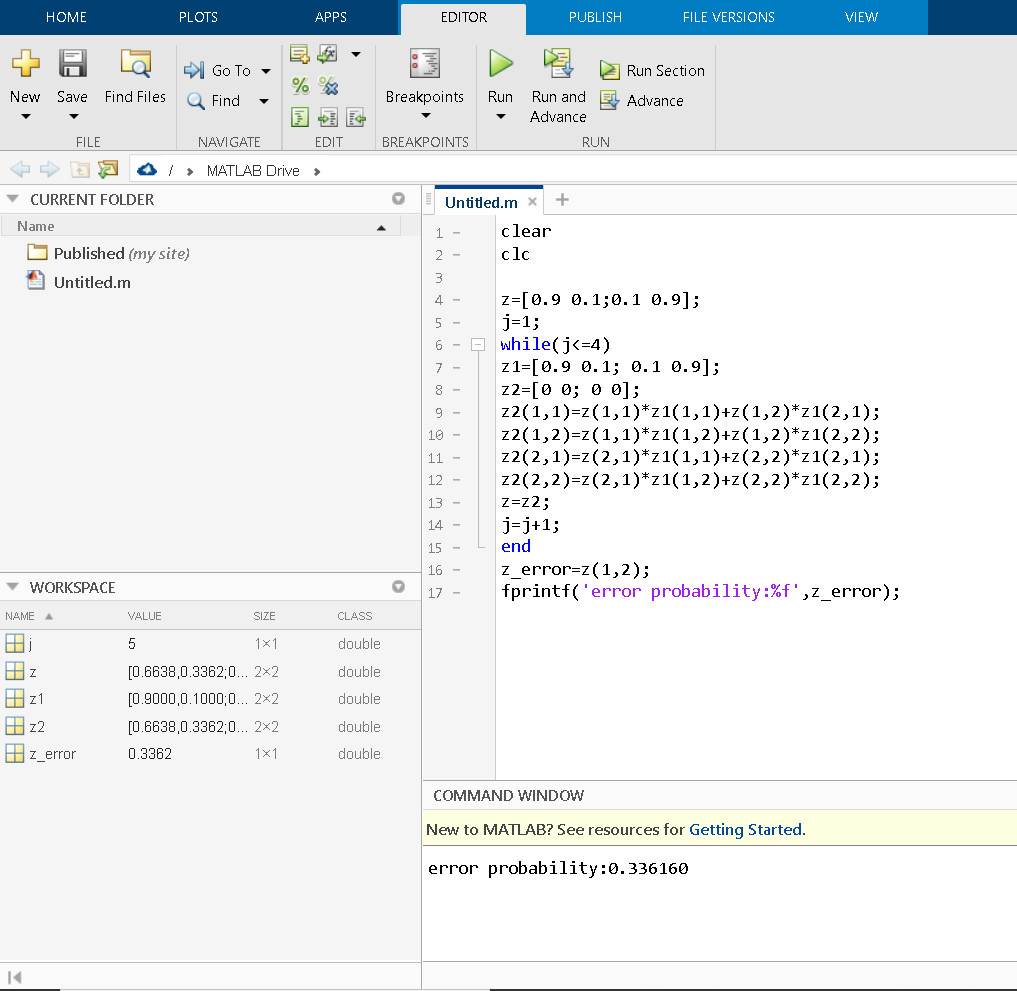 HOME PLOTS APPS EDITOR PUBLISH FILE VERSIONS VIEW
New Save Find Files Go To Find Breakpoints Run Run and Advance Run Section Advance
FILE NAVIGATE EDIT BREAKPOINTS RUN
/ MATLAB Drive
CURRENT FOLDER
Name
Published (my site)
Untitled.m
Untitled.m
1 clear
2 clc
3
4 z=[0.9 0.1;0.1 0.9];
5 j=1;
6 while(j<=4)
7 z1=[0.9 0.1; 0.1 0.9];
8 z2=[0 0; 0 0];
9 z2(1,1)=z(1,1)*z1(1,1)+z(1,2)*z1(2,1);
10 z2(1,2)=z(1,1)*z1(1,2)+z(1,2)*z1(2,2);
11 z2(2,1)=z(2,1)*z1(1,1)+z(2,2)*z1(2,1);
12 z2(2,2)=z(2,1)*z1(1,2)+z(2,2)*z1(2,2);
13 z=z2;
14 j=j+1;
15 end
16 z_error=z(1,2);
17 fprintf('error probability:%f',z_error);
WORKSPACE
NAME VALUE SIZE CLASS
j 5 1×1 double
z [0.6638,0.3362;0... 2×2 double
z1 [0.9000,0.1000;0... 2×2 double
z2 [0.6638,0.3362;0... 2×2 double
z_error 0.3362 1×1 double
COMMAND WINDOW
New to MATLAB? See resources for Getting Started.
error probability:0.336160